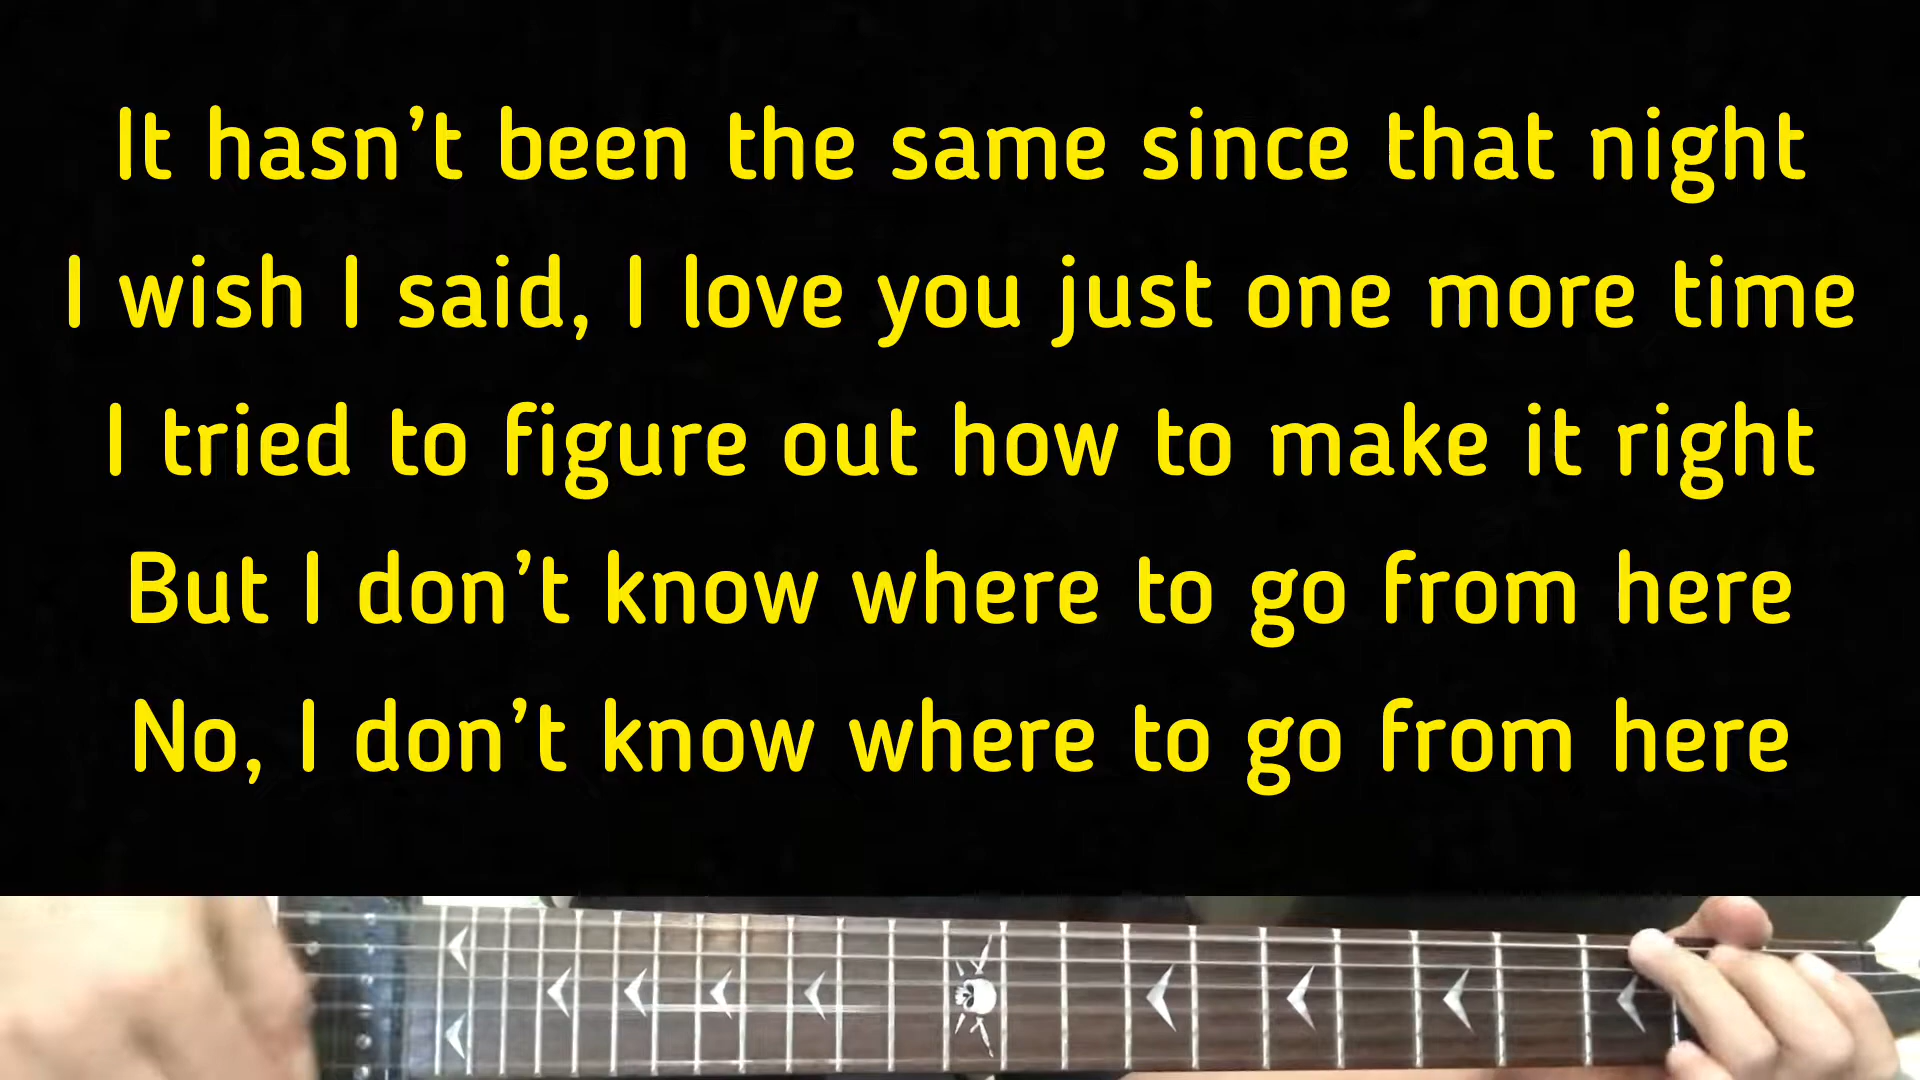 It hasn’t been the same since that night
I wish I said, I love you just one more time
I tried to figure out how to make it right
But I don’t know where to go from here
No, I don’t know where to go from here